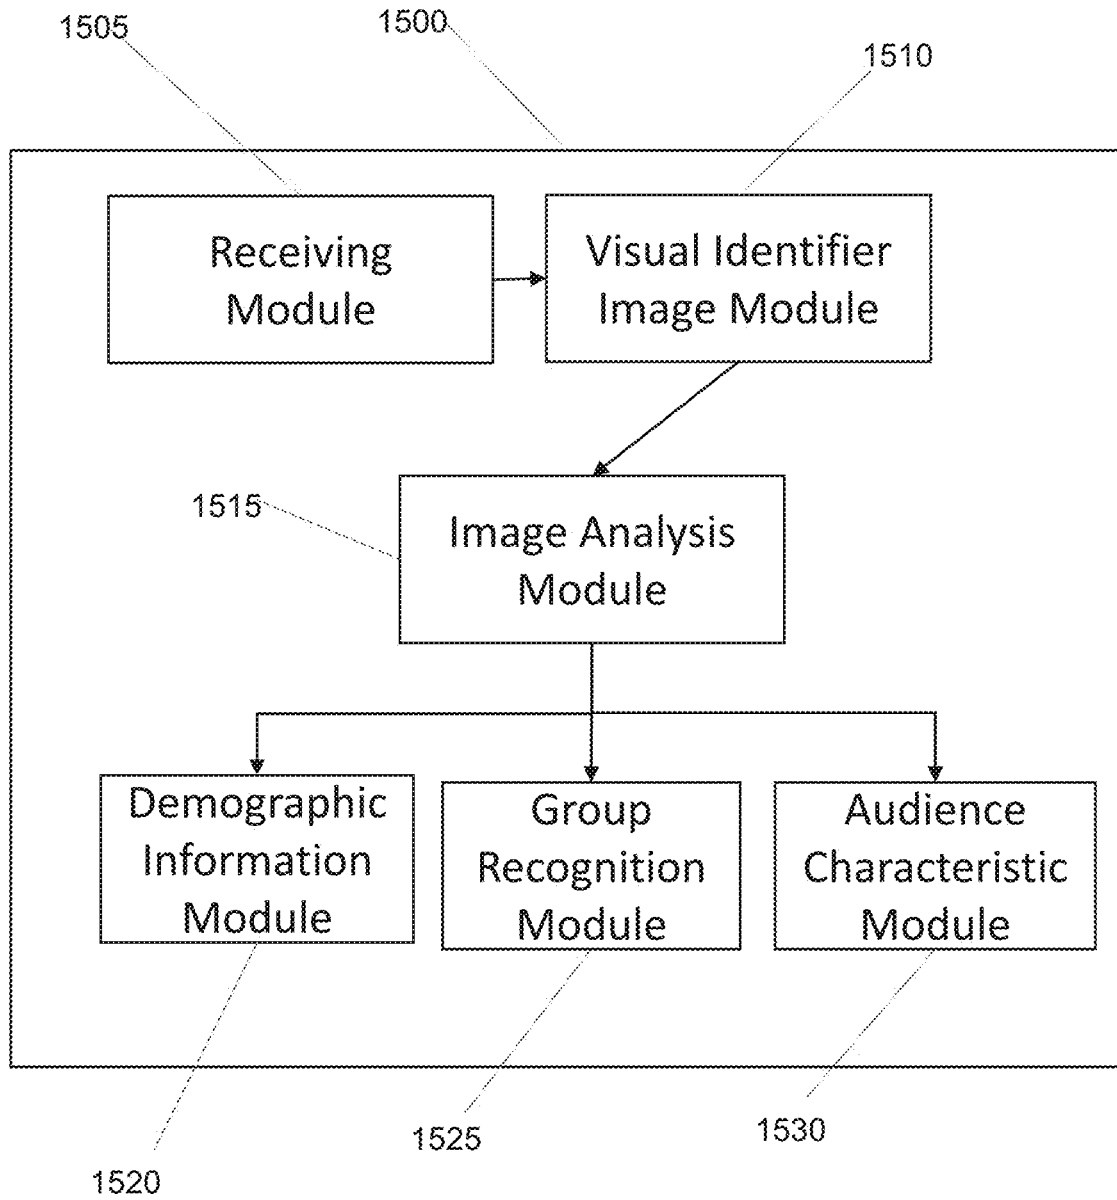 1505
1500
1510
Receiving
Module
Visual Identifier
Image Module
1515
Image Analysis
Module
Demographic
Information
Module
Group
Recognition
Module
Audience
Characteristic
Module
1520
1525
1530